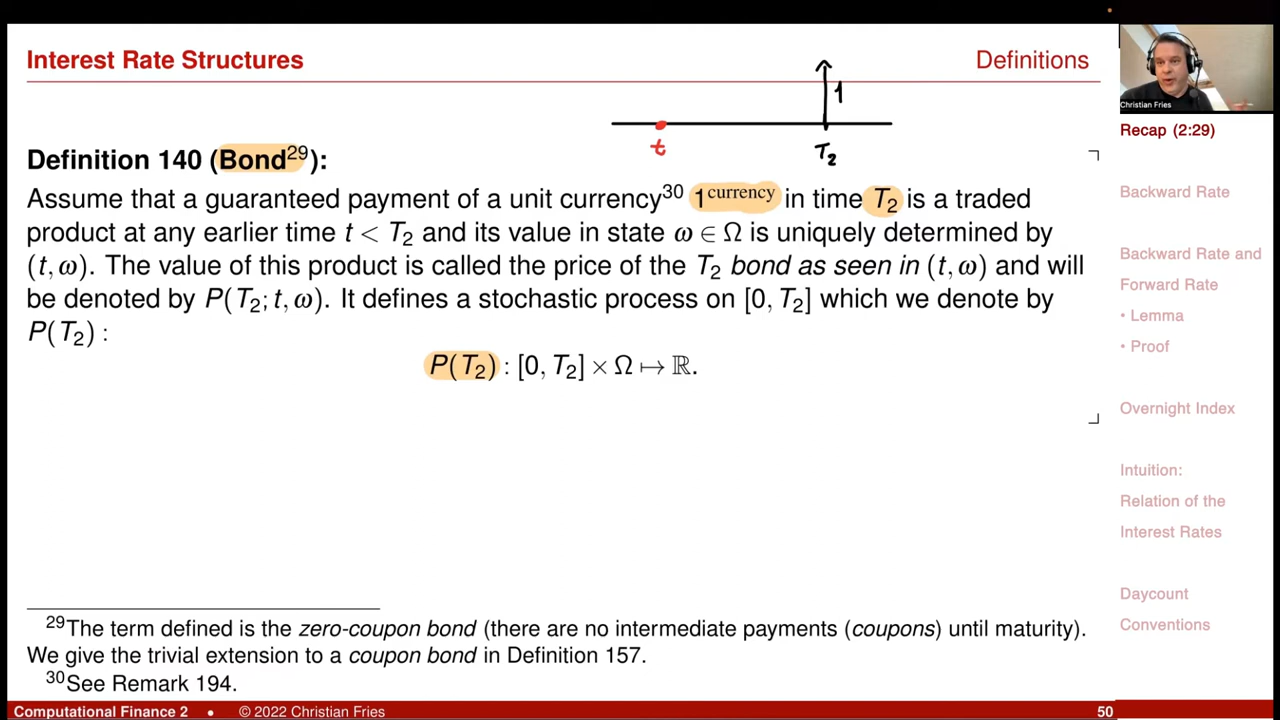 Interest Rate Structures
Definitions
1
t
T₂
Definition 140 (Bond²⁹):
Assume that a guaranteed payment of a unit currency³⁰ 1ᶜᵘʳʳᵉⁿᶜʸ in time T₂ is a traded
product at any earlier time t < T₂ and its value in state ω ∈ Ω is uniquely determined by
(t, ω). The value of this product is called the price of the T₂ bond as seen in (t, ω) and will
be denoted by P(T₂; t, ω). It defines a stochastic process on [0, T₂] which we denote by
P(T₂) :
P(T₂) : [0, T₂] × Ω ↦ ℝ.
²⁹The term defined is the zero-coupon bond (there are no intermediate payments (coupons) until maturity).
We give the trivial extension to a coupon bond in Definition 157.
³⁰See Remark 194.
Computational Finance 2 • © 2022 Christian Fries
50
Christian Fries
Recap (2:29)
Backward Rate
Backward Rate and
Forward Rate
• Lemma
• Proof
Overnight Index
Intuition:
Relation of the
Interest Rates
Daycount
Conventions